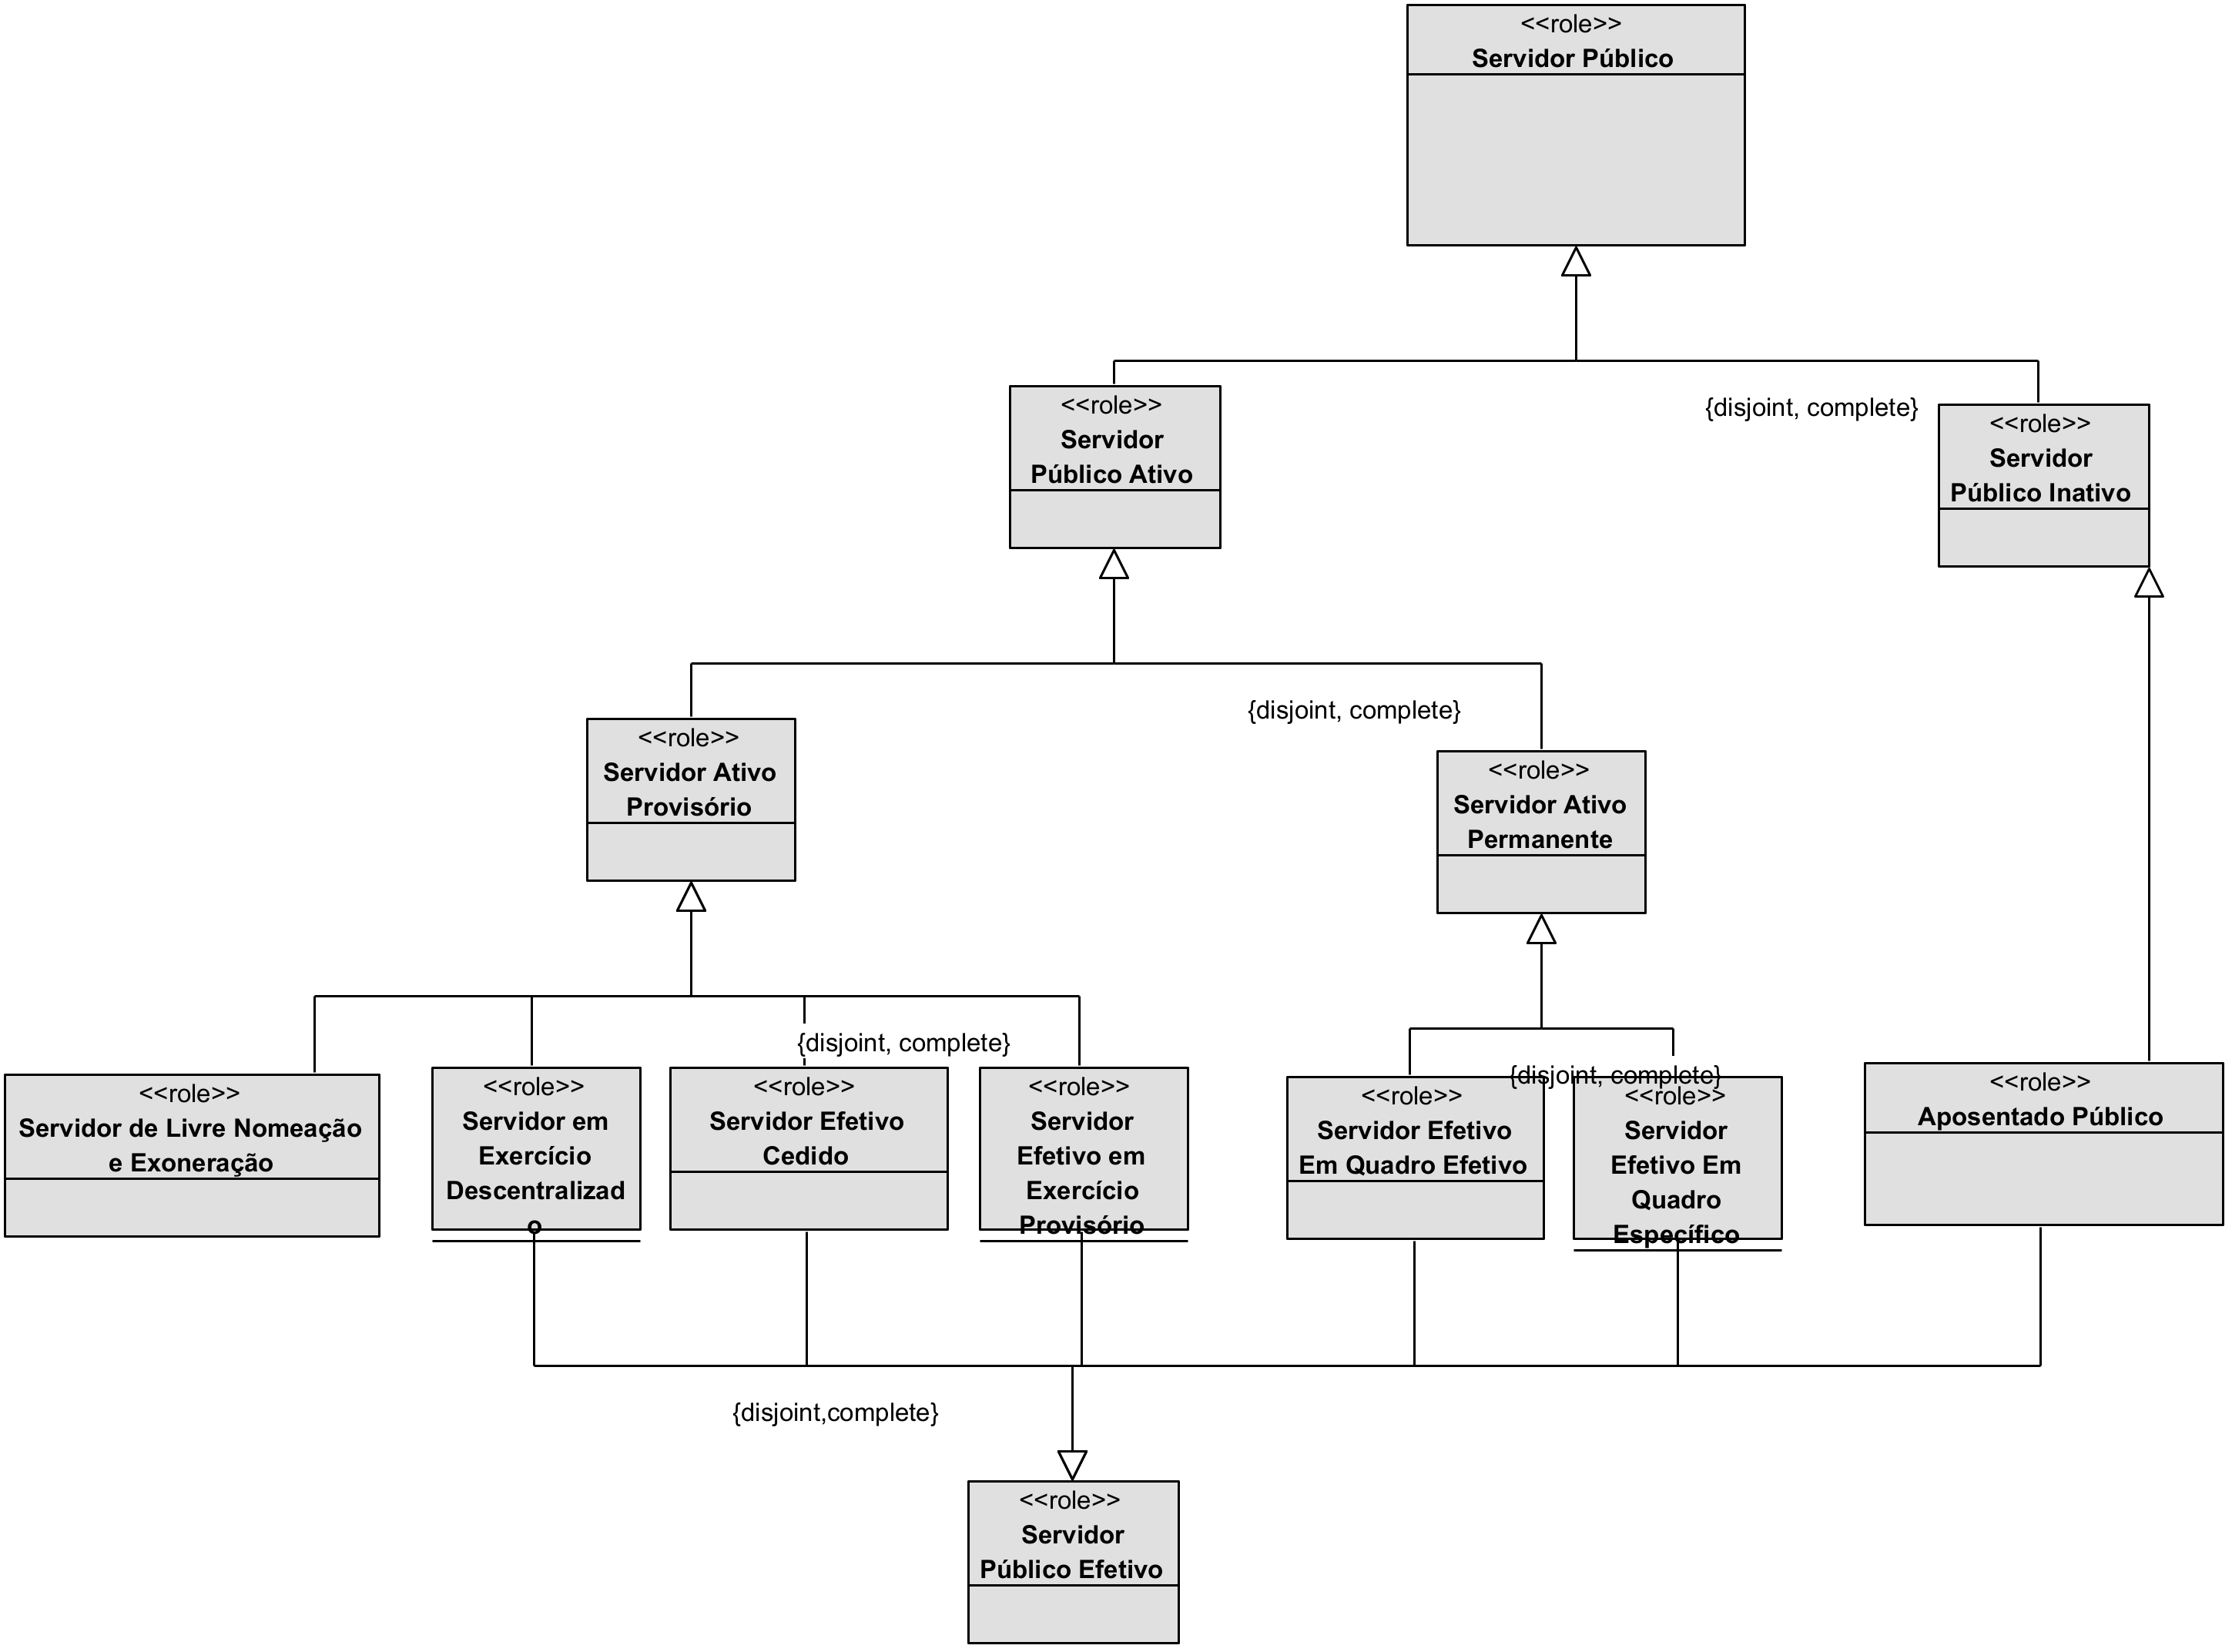 <<role>>
Servidor Público
<<role>>
Servidor
Público Ativo
{disjoint, complete}
<<role>>
Servidor
Público Inativo
<<role>>
Servidor Ativo
Provisório
{disjoint, complete}
<<role>>
Servidor Ativo
Permanente
{disjoint, complete}
{disjoint, complete}
<<role>>
Servidor de Livre Nomeação
e Exoneração
<<role>>
Servidor em
Exercício
Descentralizad
o
<<role>>
Servidor Efetivo
Cedido
<<role>>
Servidor
Efetivo em
Exercício
Provisório
<<role>>
Servidor Efetivo
Em Quadro Efetivo
<<role>>
Servidor
Efetivo Em
Quadro
Específico
<<role>>
Aposentado Público
{disjoint,complete}
<<role>>
Servidor
Público Efetivo